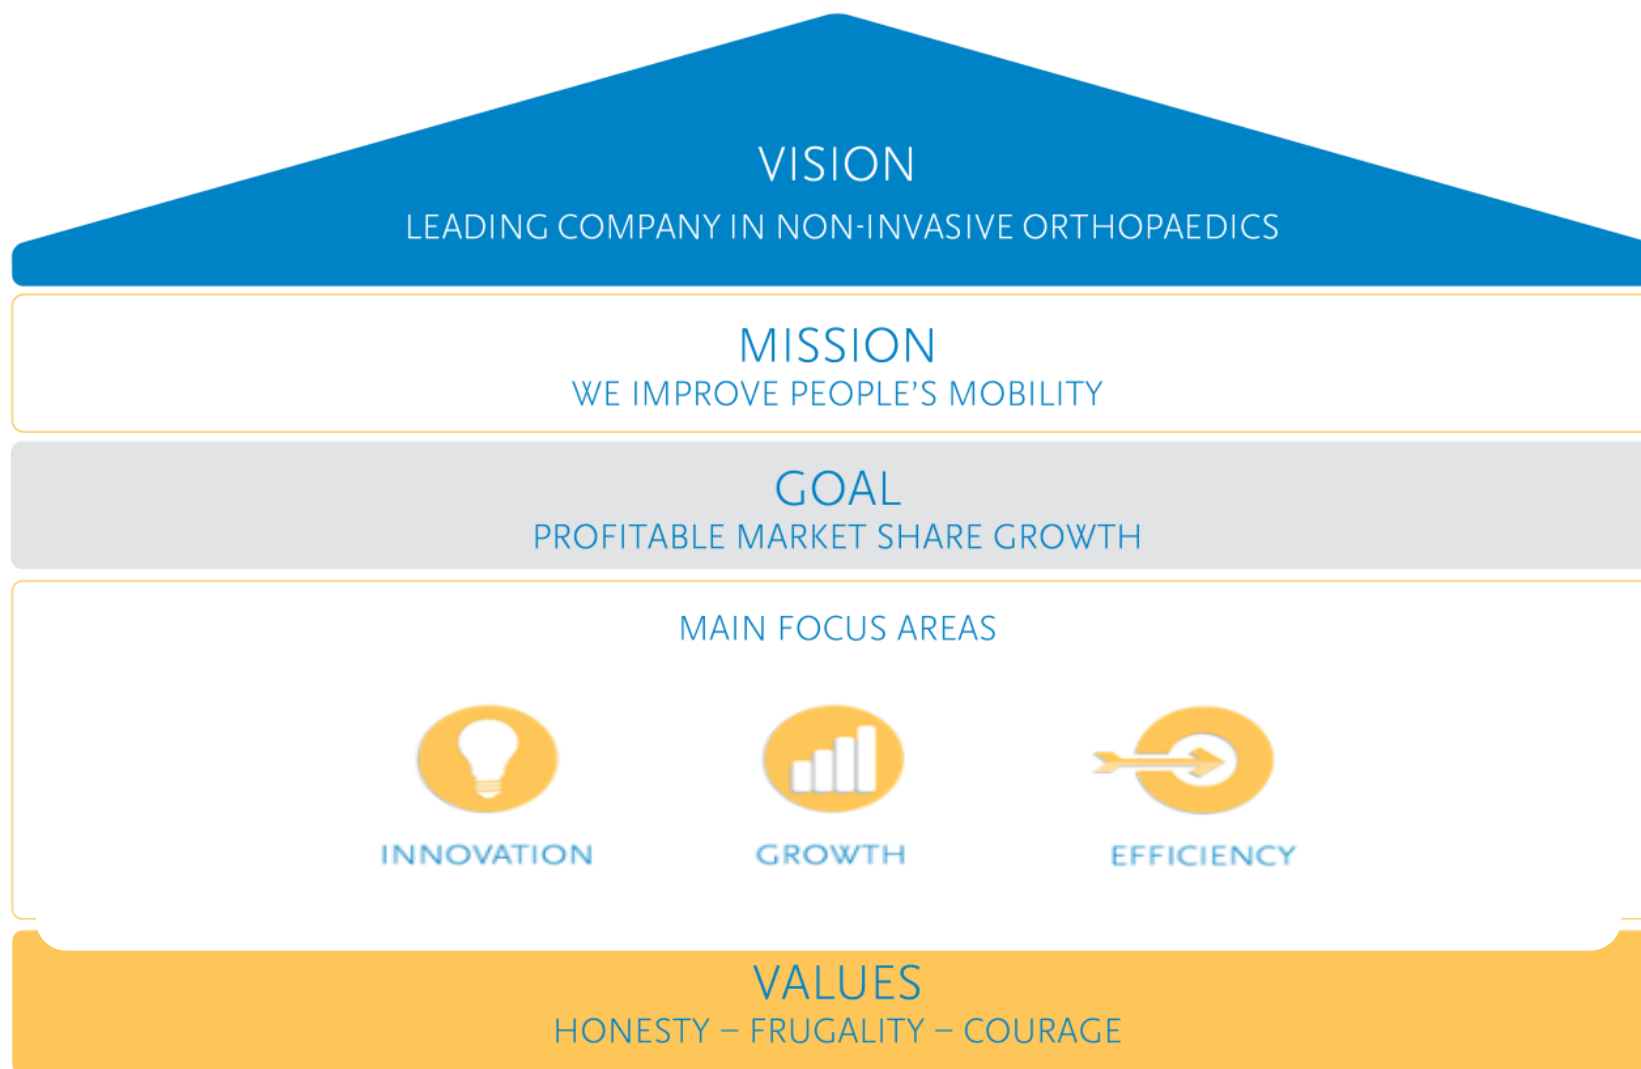 VISION
LEADING COMPANY IN NON-INVASIVE ORTHOPAEDICS
MISSION
WE IMPROVE PEOPLE'S MOBILITY
GOAL
PROFITABLE MARKET SHARE GROWTH
MAIN FOCUS AREAS
INNOVATION GROWTH EFFICIENCY
VALUES
HONESTY – FRUGALITY – COURAGE